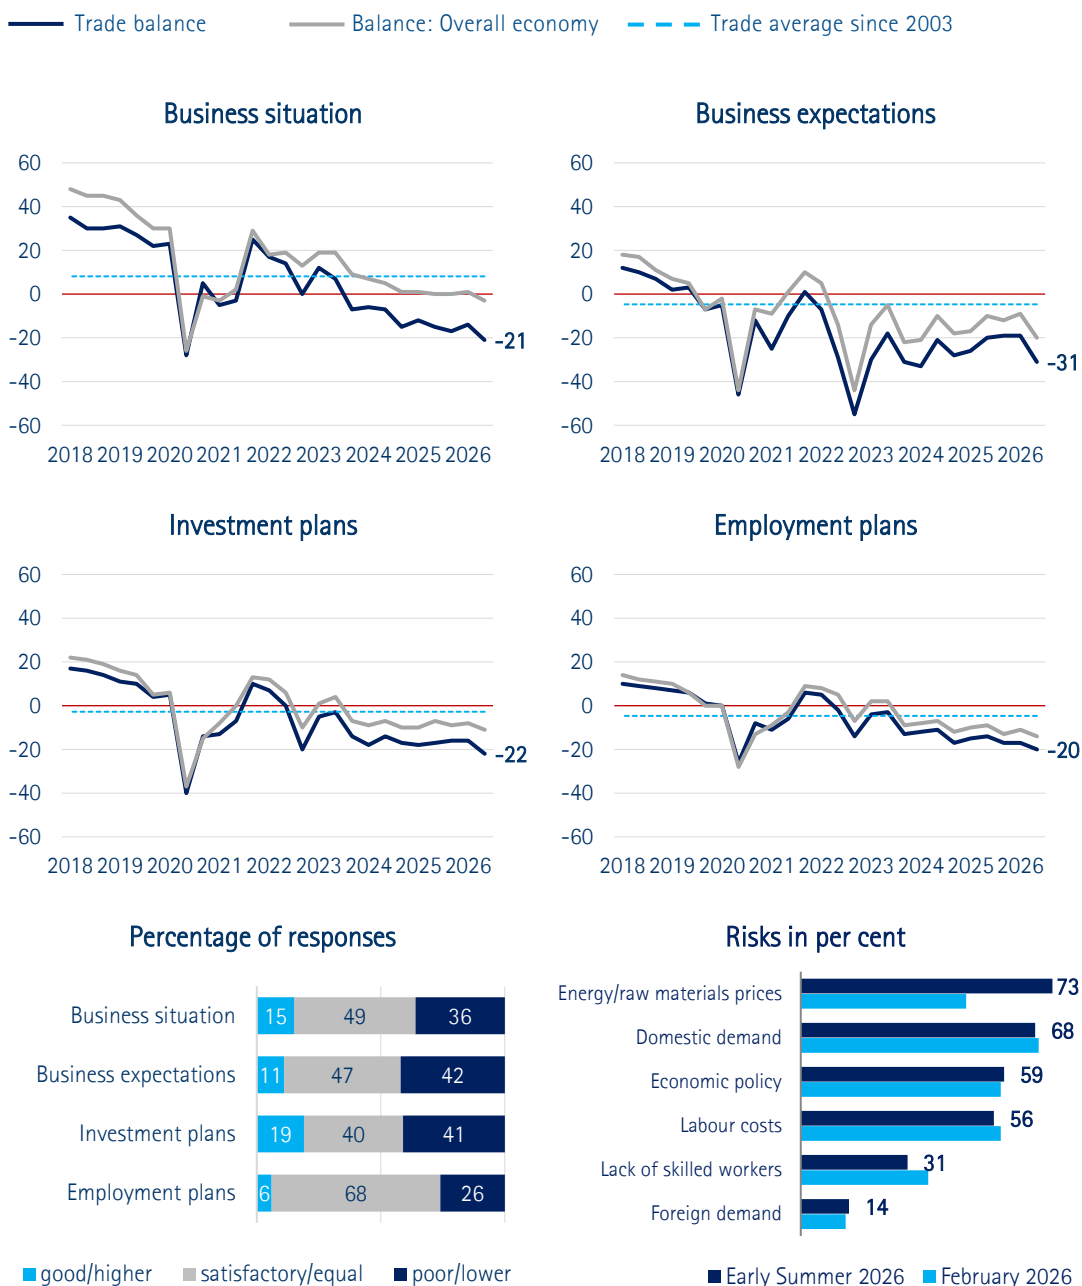 Trade balance Balance: Overall economy Trade average since 2003
Business situation
60
40
20
0
-20
-40
-60
-21
2018 2019 2020 2021 2022 2023 2024 2025 2026
Business expectations
60
40
20
0
-20
-40
-60
-31
2018 2019 2020 2021 2022 2023 2024 2025 2026
Investment plans
60
40
20
0
-20
-40
-60
-22
2018 2019 2020 2021 2022 2023 2024 2025 2026
Employment plans
60
40
20
0
-20
-40
-60
-20
2018 2019 2020 2021 2022 2023 2024 2025 2026
Percentage of responses
Business situation 15 49 36
Business expectations 11 47 42
Investment plans 19 40 41
Employment plans 6 68 26
good/higher satisfactory/equal poor/lower
Risks in per cent
Energy/raw materials prices 73
Domestic demand 68
Economic policy 59
Labour costs 56
Lack of skilled workers 31
Foreign demand 14
Early Summer 2026 February 2026